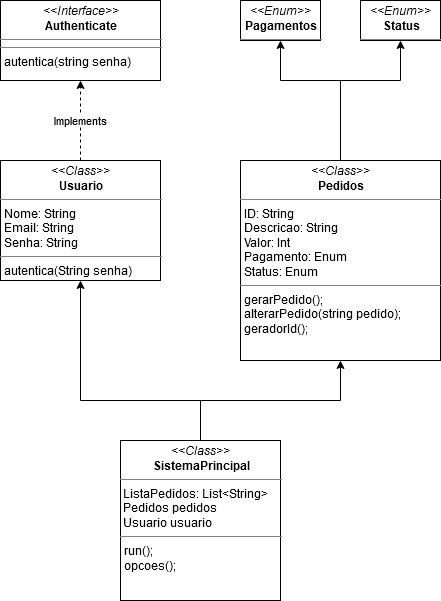 <<Interface>>
Authenticate
autentica(string senha)
<<Enum>>
Pagamentos
<<Enum>>
Status
Implements
<<Class>>
Usuario
Nome: String
Email: String
Senha: String
autentica(String senha)
<<Class>>
Pedidos
ID: String
Descricao: String
Valor: Int
Pagamento: Enum
Status: Enum
gerarPedido();
alterarPedido(string pedido);
geradorId();
<<Class>>
SistemaPrincipal
ListaPedidos: List<String>
Pedidos pedidos
Usuario usuario
run();
opcoes();